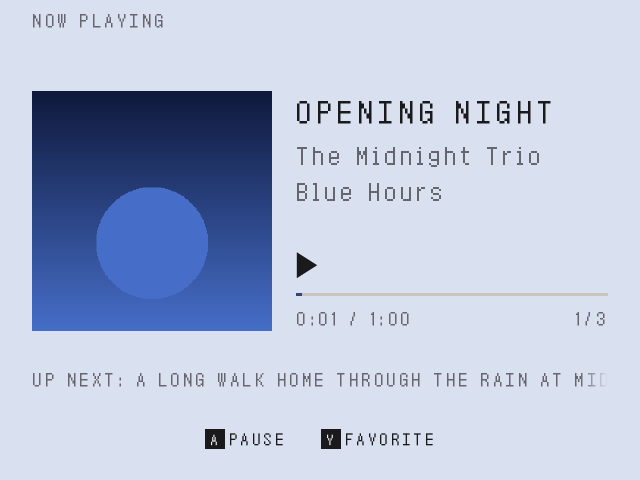 NOW PLAYING
OPENING NIGHT
The Midnight Trio
Blue Hours
0:01 / 1:00 1/3
UP NEXT: A LONG WALK HOME THROUGH THE RAIN AT
A PAUSE Y FAVORITE